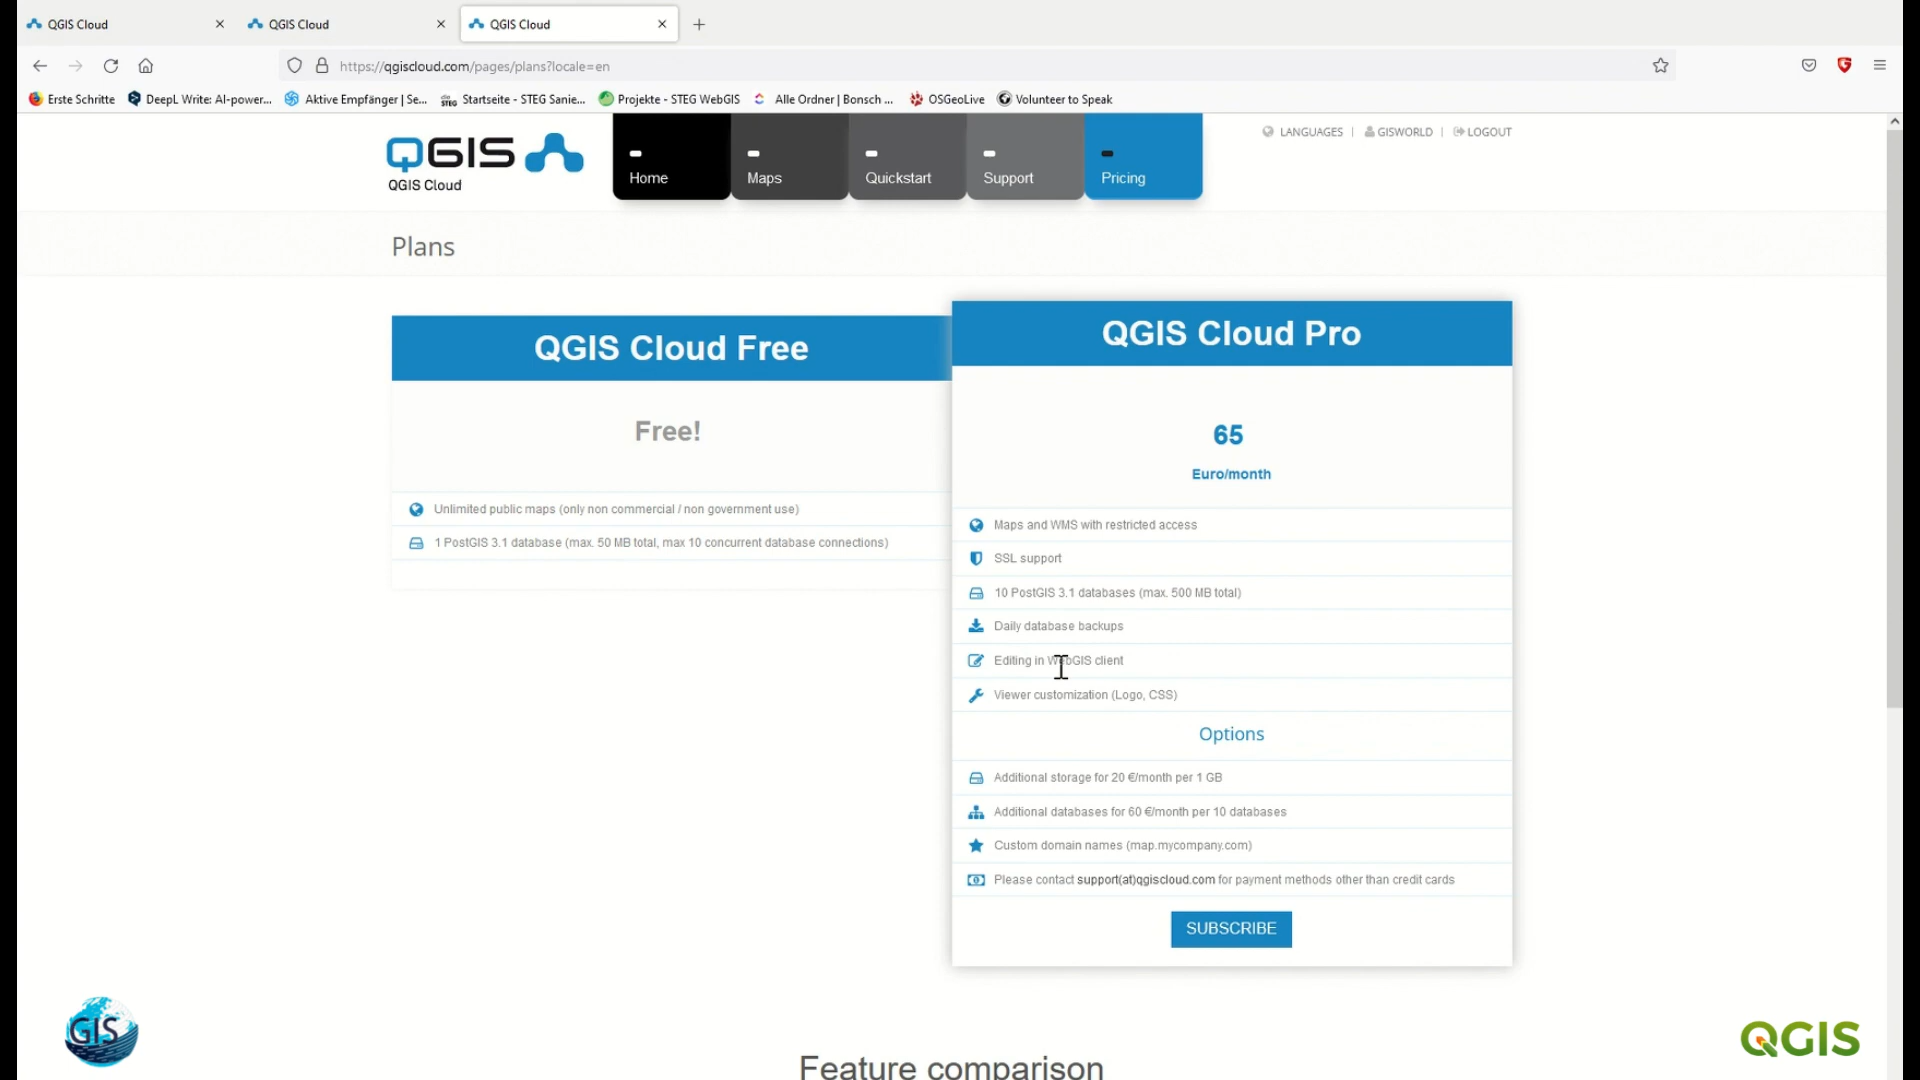 QGIS Cloud
QGIS Cloud
QGIS Cloud
https://qgiscloud.com/pages/plans?locale=en
Erste Schritte
DeepL Write: AI-power...
Aktive Empfänger | Se...
Startseite - STEG Sanie...
Projekte - STEG WebGIS
Alle Ordner | Bonsch ...
OSGeoLive
Volunteer to Speak
QGIS
QGIS Cloud
Home
Maps
Quickstart
Support
Pricing
LANGUAGES |
GISWORLD |
LOGOUT
Plans
QGIS Cloud Free
Free!
Unlimited public maps (only non commercial / non government use)
1 PostGIS 3.1 database (max. 50 MB total, max 10 concurrent database connections)
QGIS Cloud Pro
65
Euro/month
Maps and WMS with restricted access
SSL support
10 PostGIS 3.1 databases (max. 500 MB total)
Daily database backups
Editing in WebGIS client
Viewer customization (Logo, CSS)
Options
Additional storage for 20 €/month per 1 GB
Additional databases for 60 €/month per 10 databases
Custom domain names (map.mycompany.com)
Please contact support(at)qgiscloud.com for payment methods other than credit cards
SUBSCRIBE
GIS
QGIS
Feature comparison